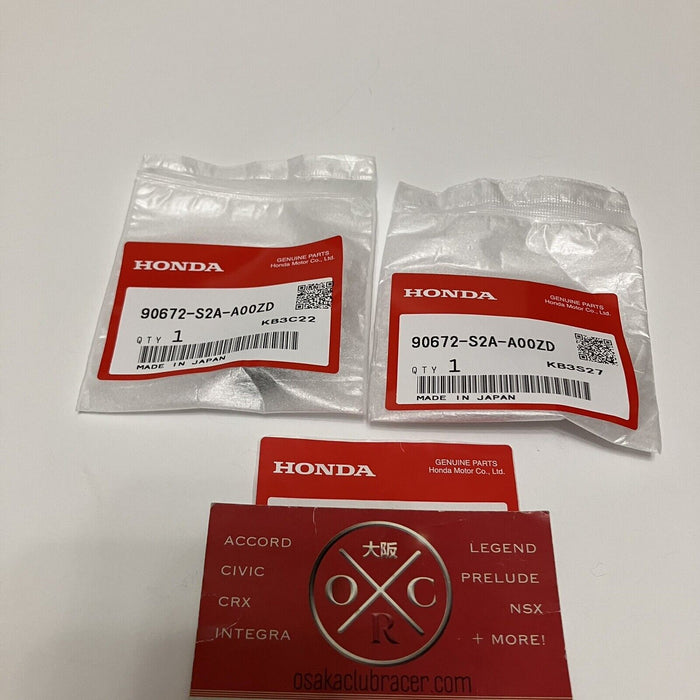 HONDA
GENUINE PARTS
Honda Motor Co., Ltd.
90672-S2A-A00ZD
KB3C22
QTY 1
MADE IN JAPAN
HONDA
GENUINE PARTS
Honda Motor Co., Ltd.
90672-S2A-A00ZD
KB3S27
QTY 1
MADE IN JAPAN
HONDA
GENUINE PARTS
Honda Motor Co., Ltd.
ACCORD
CIVIC
CRX
INTEGRA
大阪
O C
R
LEGEND
PRELUDE
NSX
+ MORE!
osakaclubracer.com